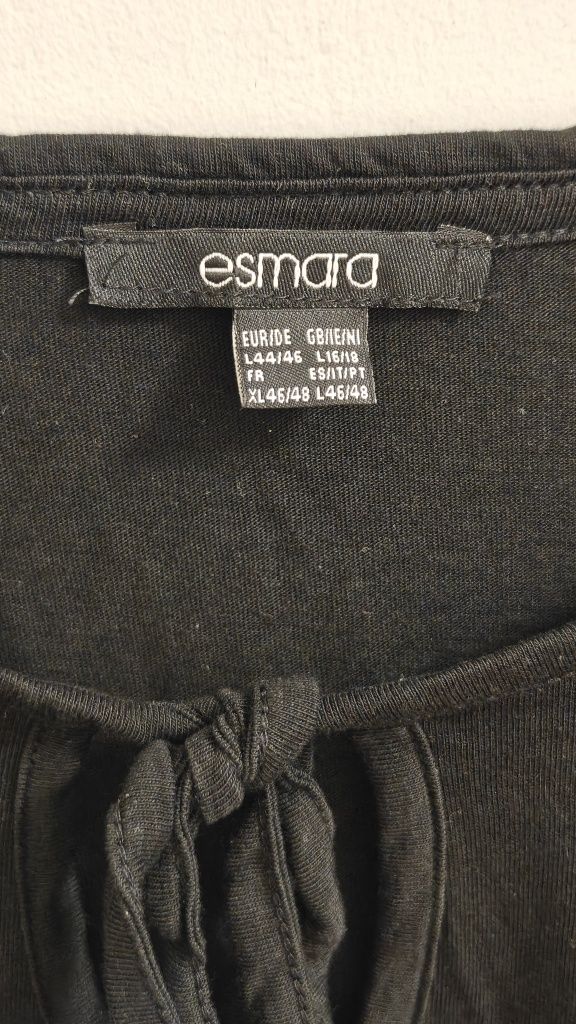 esmara
EUR/DE GB/IE/NI
L44/46 L16/18
FR ES/IT/PT
XL46/48 L46/48